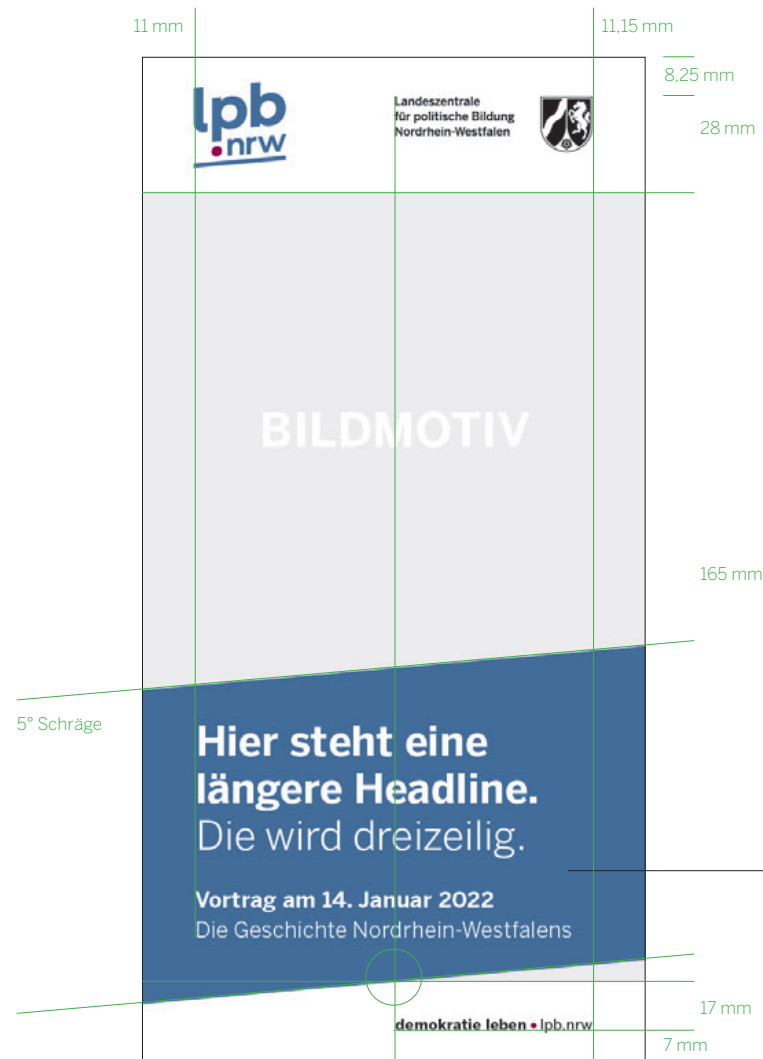 11 mm
11,15 mm
8,25 mm
lpb
nrw
Landeszentrale
für politische Bildung
Nordrhein-Westfalen
28 mm
BILDMOTIV
165 mm
5° Schräge
Hier steht eine
längere Headline.
Die wird dreizeilig.
Vortrag am 14. Januar 2022
Die Geschichte Nordrhein-Westfalens
17 mm
demokratie leben • lpb.nrw
7 mm